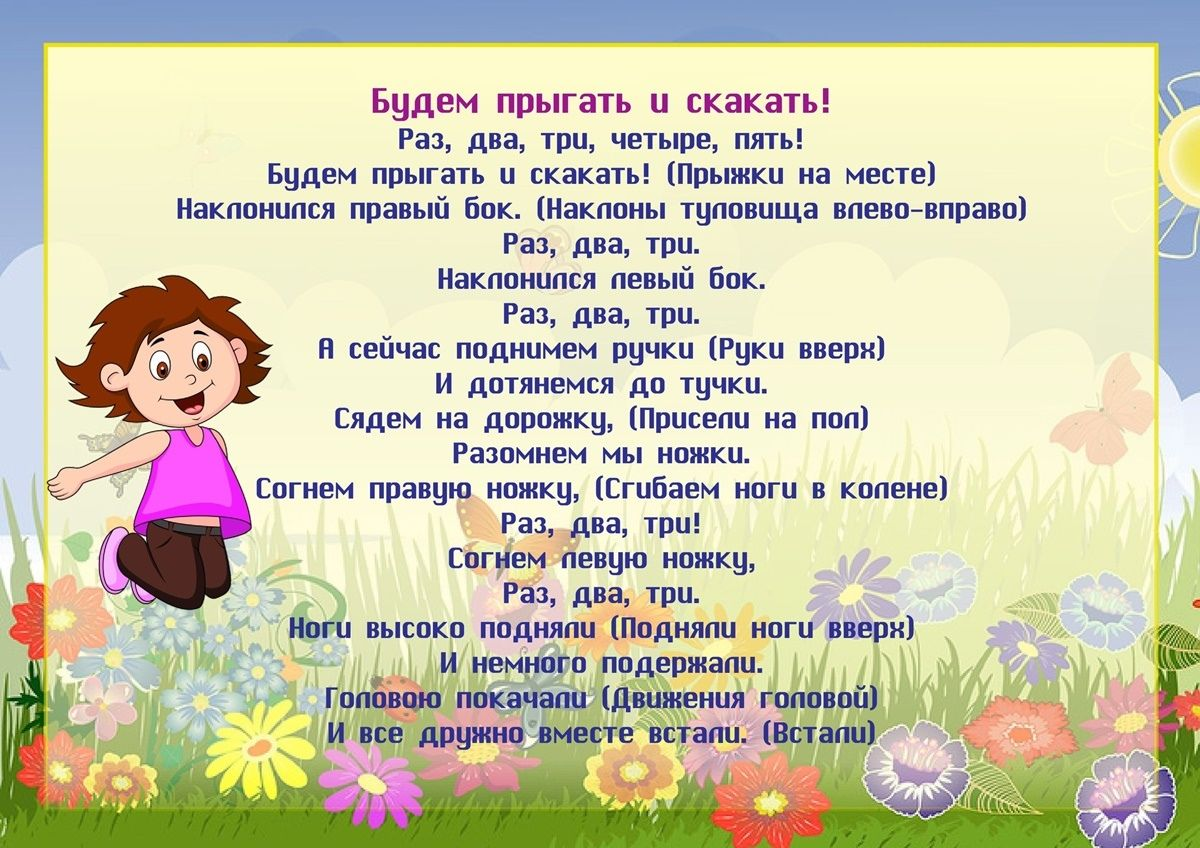 Будем прыгать и скакать!
Раз, два, три, четыре, пять!
Будем прыгать и скакать! (Прыжки на месте)
Наклонился правый бок. (Наклоны туловища влево-вправо)
Раз, два, три.
Наклонился левый бок.
Раз, два, три.
А сейчас поднимем ручки (Руки вверх)
И дотянемся до тучки.
Сядем на дорожку, (Присели на пол)
Разомнем мы ножки.
Согнем правую ножку, (Сгибаем ноги в колене)
Раз, два, три!
Согнем левую ножку,
Раз, два, три.
Ноги высоко подняли (Подняли ноги вверх)
И немного подержали.
Головою покачали (Движения головой)
И все дружно вместе встали. (Встали)